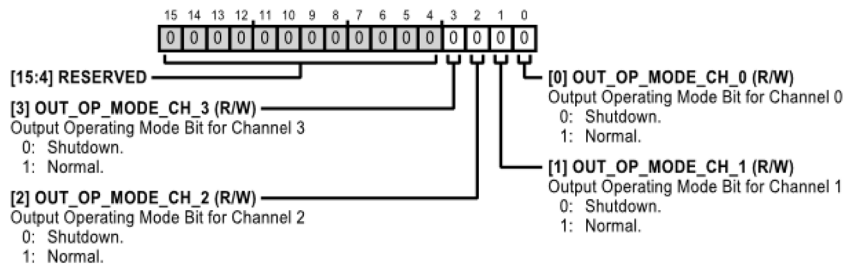 15 14 13 12 11 10 9 8 7 6 5 4 3 2 1 0
0 0 0 0 0 0 0 0 0 0 0 0 0 0 0 0
[15:4] RESERVED
[3] OUT_OP_MODE_CH_3 (R/W)
Output Operating Mode Bit for Channel 3
0: Shutdown.
1: Normal.
[2] OUT_OP_MODE_CH_2 (R/W)
Output Operating Mode Bit for Channel 2
0: Shutdown.
1: Normal.
[0] OUT_OP_MODE_CH_0 (R/W)
Output Operating Mode Bit for Channel 0
0: Shutdown.
1: Normal.
[1] OUT_OP_MODE_CH_1 (R/W)
Output Operating Mode Bit for Channel 1
0: Shutdown.
1: Normal.